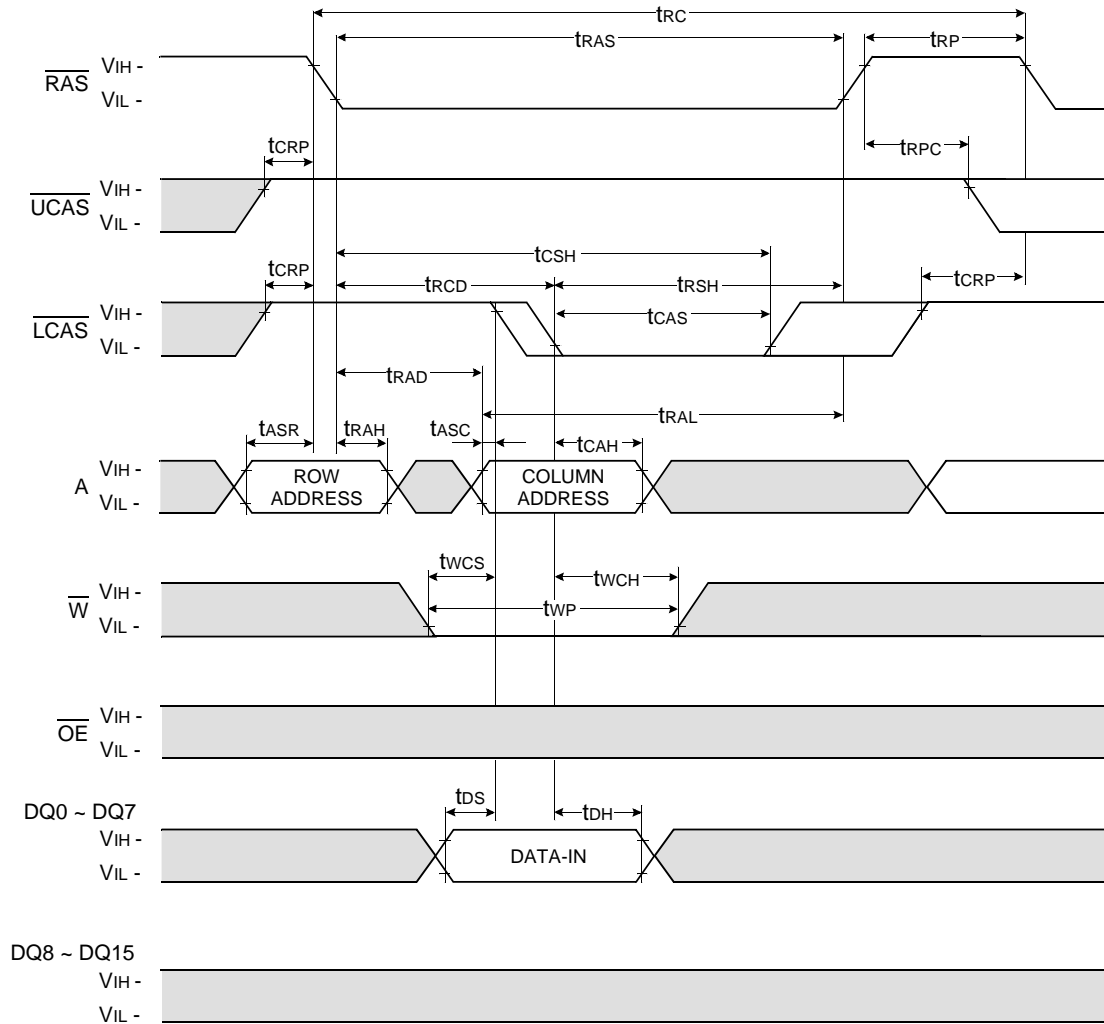 tRC
tRAS
tRP
RAS
VIH -
VIL -
tCRP
tRPC
UCAS
VIH -
VIL -
tCSH
tCRP
tRCD
tRSH
tCRP
LCAS
VIH -
VIL -
tCAS
tRAD
tRAL
tASR
tRAH
tASC
tCAH
A
VIH -
VIL -
ROW
ADDRESS
COLUMN
ADDRESS
tWCS
tWCH
W
VIH -
VIL -
tWP
OE
VIH -
VIL -
tDS
tDH
DQ0 ~ DQ7
VIH -
VIL -
DATA-IN
DQ8 ~ DQ15
VIH -
VIL -